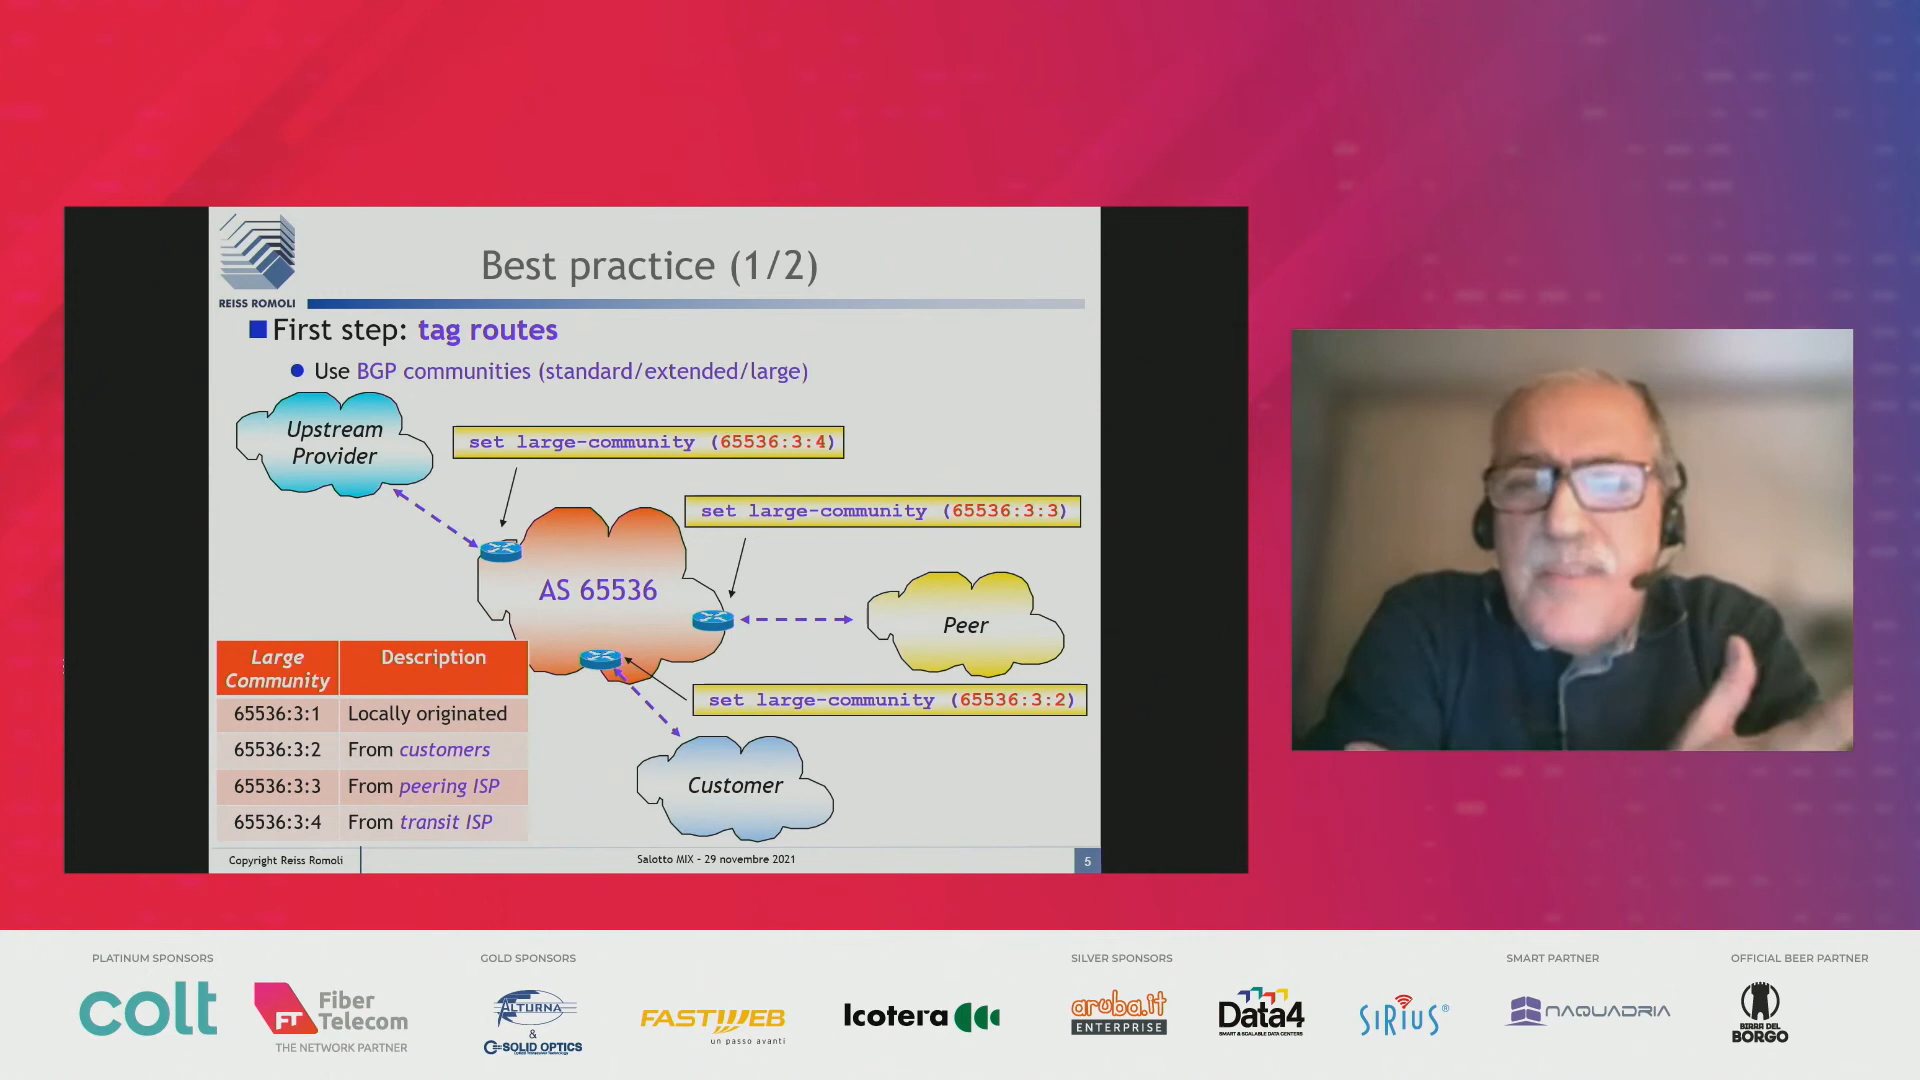 REISS ROMOLI
Best practice (1/2)
First step: tag routes
Use BGP communities (standard/extended/large)
Upstream
Provider
set large-community (65536:3:4)
set large-community (65536:3:3)
AS 65536
Peer
set large-community (65536:3:2)
Customer
Large Community Description
65536:3:1 Locally originated
65536:3:2 From customers
65536:3:3 From peering ISP
65536:3:4 From transit ISP
Copyright Reiss Romoli
Salotto MIX - 29 novembre 2021
5
PLATINUM SPONSORS
colt
FT
Fiber
Telecom
THE NETWORK PARTNER
GOLD SPONSORS
ALTURNA
&
SOLID OPTICS
FASTWEB
un passo avanti
Icotera
SILVER SPONSORS
aruba.it
ENTERPRISE
Data4
SMART & SCALABLE DATA CENTERS
SIRIUS®
SMART PARTNER
NAQUADRIA
OFFICIAL BEER PARTNER
BIRRA DEL
BORGO